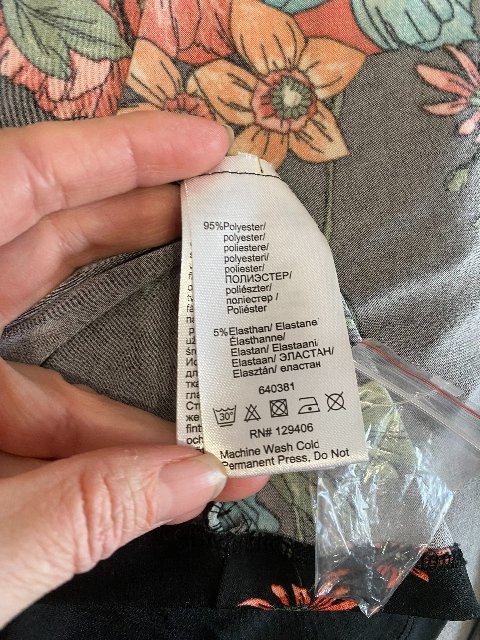 95%Polyester/
polyester/
poliestere/
polyester/
poliester/
ПОЛИЭСТЕР/
poliészter/
поліестер /
Poliéster
5%Elasthan/ Elastane
Élasthanne/
Elastan/ Elastaani
Elastaan/ ЭЛАСТАН/
Elasztán/ еластан
640381
30°
RN# 129406
Machine Wash Cold
Permanent Press, Do Not